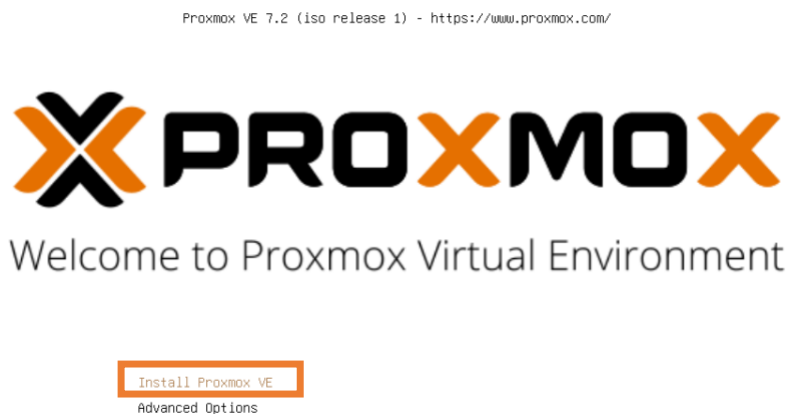 Proxmox VE 7.2 (iso release 1) - https://www.proxmox.com/
PROXMOX
Welcome to Proxmox Virtual Environment
Install Proxmox VE
Advanced Options